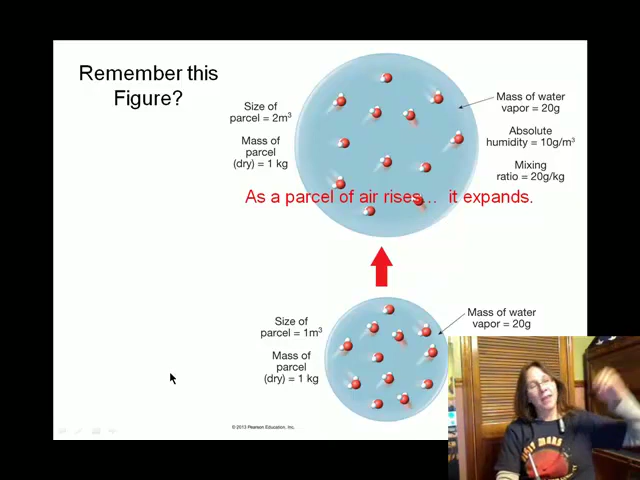 Remember this
Figure?
Size of
parcel = 2m³
Mass of
parcel
(dry) = 1 kg
Mass of water
vapor = 20g
Absolute
humidity = 10g/m³
Mixing
ratio = 20g/kg
As a parcel of air rises… it expands.
Size of
parcel = 1m³
Mass of
parcel
(dry) = 1 kg
Mass of water
vapor = 20g
© 2013 Pearson Education, Inc.